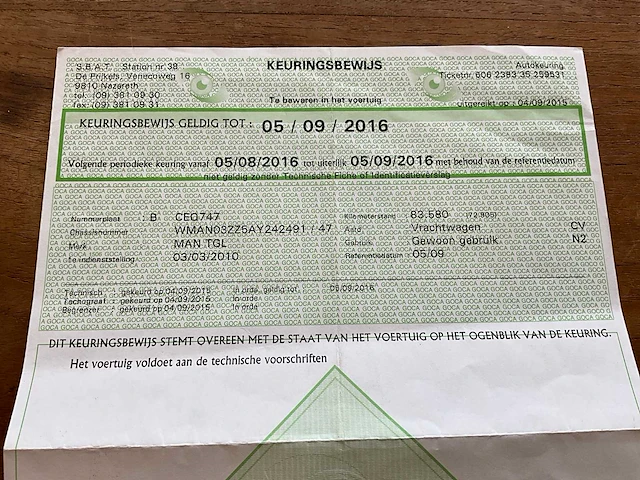 S.B.A.T. Station nr 39
De Prijkels, Venecoweg 16
9810 Nazareth
tel: (09) 381 09 30
fax: (09) 381 09 31
KEURINGSBEWIJS
Te bewaren in het voertuig
Autokeuring
Ticketnr. 606 2393 35 259531
Uitgereikt op : 04/09/2015
KEURINGSBEWIJS GELDIG TOT : 05 / 09 / 2016
Volgende periodieke keuring vanaf 05/08/2016 tot uiterlijk 05/09/2016 met behoud van de referentiedatum
niet geldig zonder Technische Fiche of Identificatieverslag
Nummerplaat : B CEQ747
Chassisnummer WMAN03ZZ5AY242491 / 47
Merk MAN TGL
1e indienststelling 03/03/2010
Kilometerstand: 83.580 (72.805)
Aard: Vrachtwagen CV
Gebruik: Gewoon gebruik N2
Referentiedatum : 05/09
Technisch : gekeurd op 04/09/2015 In orde, geldig tot 05/09/2016
Tachograaf : gekeurd op 04/09/2015 In orde
Begrenzer : gekeurd op 04/09/2015 In orde
DIT KEURINGSBEWIJS STEMT OVEREEN MET DE STAAT VAN HET VOERTUIG OP HET OGENBLIK VAN DE KEURING.
Het voertuig voldoet aan de technische voorschriften